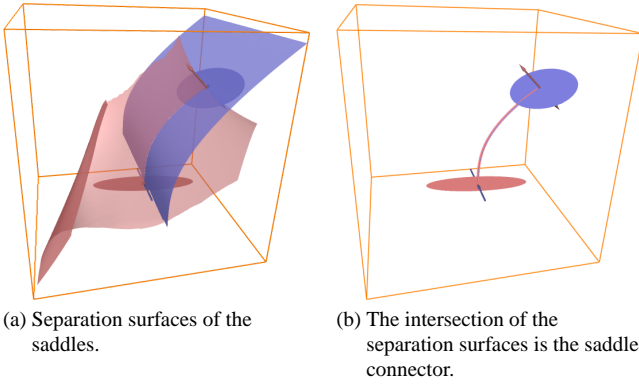 (a) Separation surfaces of the
saddles.
(b) The intersection of the
separation surfaces is the saddle
connector.